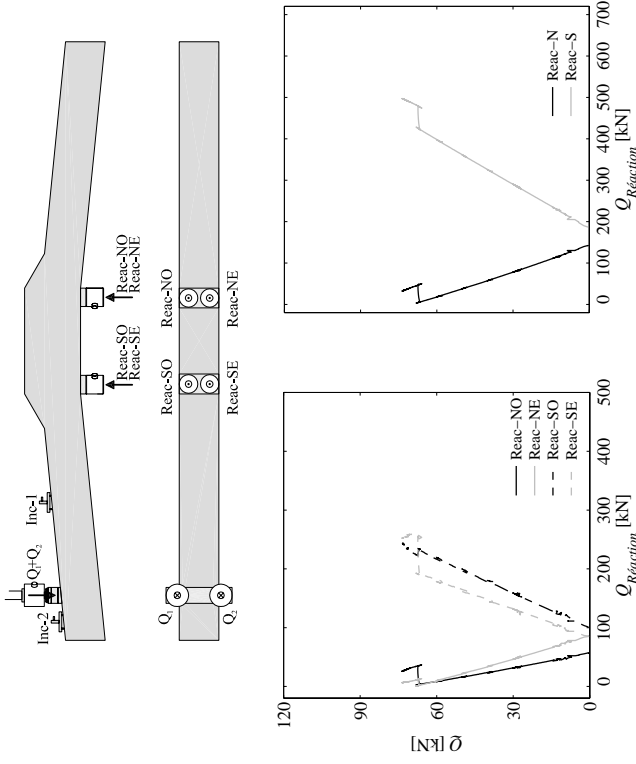 Inc-2
Q₁+Q₂
Inc-1
Reac-SO
Reac-SE
Reac-NO
Reac-NE
Q₁
Q₂
Reac-SO
Reac-SE
Reac-NO
Reac-NE
120
90
60
30
0
Q [kN]
0
100
200
300
400
500
Q_Réaction [kN]
Reac-NO
Reac-NE
Reac-SO
Reac-SE
0
100
200
300
400
500
600
700
Q_Réaction [kN]
Reac-N
Reac-S